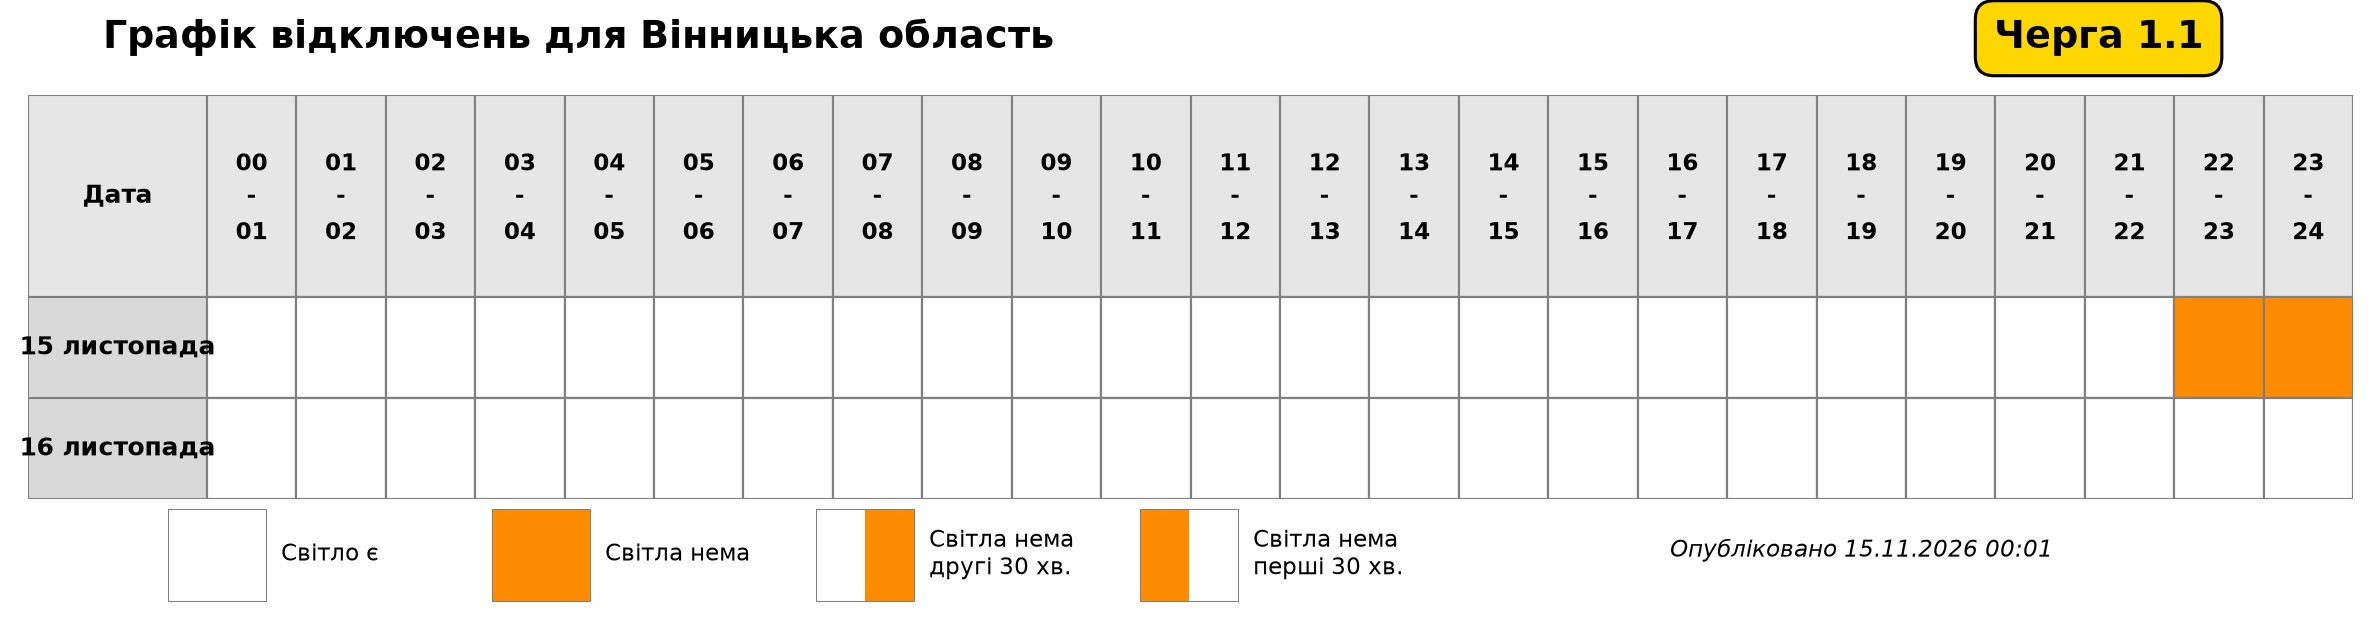 Графік відключень для Вінницька область
Черга 1.1
Дата
00 - 01
01 - 02
02 - 03
03 - 04
04 - 05
05 - 06
06 - 07
07 - 08
08 - 09
09 - 10
10 - 11
11 - 12
12 - 13
13 - 14
14 - 15
15 - 16
16 - 17
17 - 18
18 - 19
19 - 20
20 - 21
21 - 22
22 - 23
23 - 24
15 листопада
16 листопада
Світло є
Світла нема
Світла нема
другі 30 хв.
Світла нема
перші 30 хв.
Опубліковано 15.11.2026 00:01